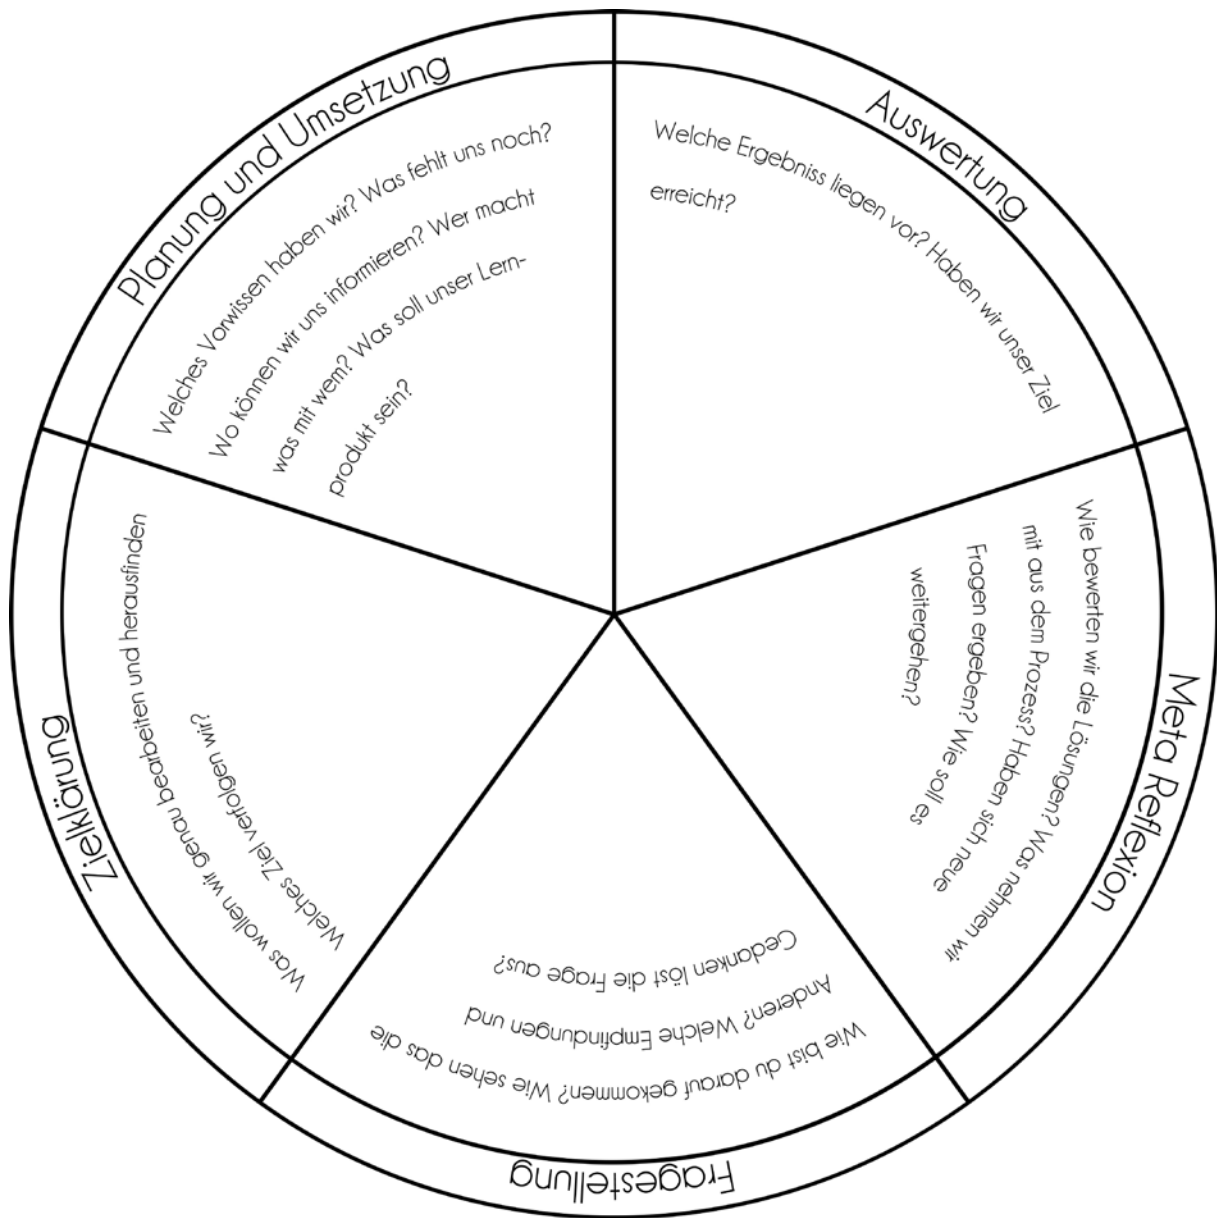 Planung und Umsetzung
Welches Vorwissen haben wir? Was fehlt uns noch?
Wo können wir uns informieren? Wer macht
was mit wem? Was soll unser Lern-
produkt sein?
Auswertung
Welche Ergebniss liegen vor? Haben wir unser Ziel
erreicht?
Meta Reflexion
Wie bewerten wir die Lösungen? Was nehmen wir
mit aus dem Prozess? Haben sich neue
Fragen ergeben? Wie soll es
weitergehen?
Fragestellung
Wie bist du darauf gekommen? Wie sehen das die
Anderen? Welche Empfindungen und
Gedanken löst die Frage aus?
Zielklärung
Was wollen wir genau bearbeiten und herausfinden
Welches Ziel verfolgen wir?